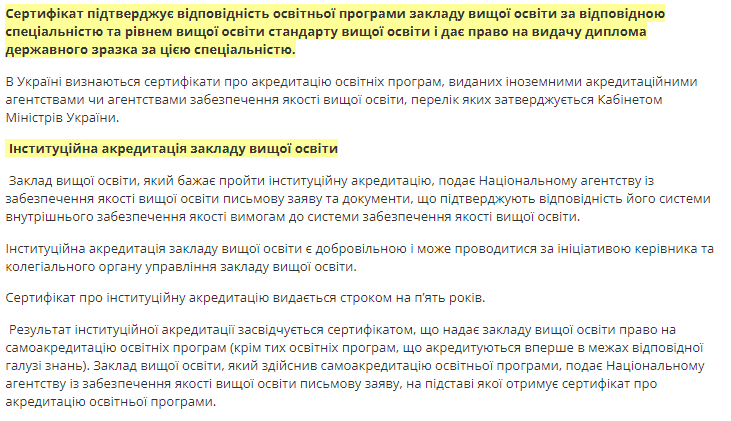 Сертифікат підтверджує відповідність освітньої програми закладу вищої освіти за відповідною
спеціальністю та рівнем вищої освіти стандарту вищої освіти і дає право на видачу диплома
державного зразка за цією спеціальністю.
В Україні визнаються сертифікати про акредитацію освітніх програм, виданих іноземними акредитаційними
агентствами чи агентствами забезпечення якості вищої освіти, перелік яких затверджується Кабінетом
Міністрів України.
Інституційна акредитація закладу вищої освіти
Заклад вищої освіти, який бажає пройти інституційну акредитацію, подає Національному агентству із
забезпечення якості вищої освіти письмову заяву та документи, що підтверджують відповідність його системи
внутрішнього забезпечення якості вимогам до системи забезпечення якості вищої освіти.
Інституційна акредитація закладу вищої освіти є добровільною і може проводитися за ініціативою керівника та
колегіального органу управління закладу вищої освіти.
Сертифікат про інституційну акредитацію видається строком на п'ять років.
Результат інституційної акредитації засвідчується сертифікатом, що надає закладу вищої освіти право на
самоакредитацію освітніх програм (крім тих освітніх програм, що акредитуються вперше в межах відповідної
галузі знань). Заклад вищої освіти, який здійснив самоакредитацію освітньої програми, подає Національному
агентству із забезпечення якості вищої освіти письмову заяву, на підставі якої отримує сертифікат про
акредитацію освітньої програми.